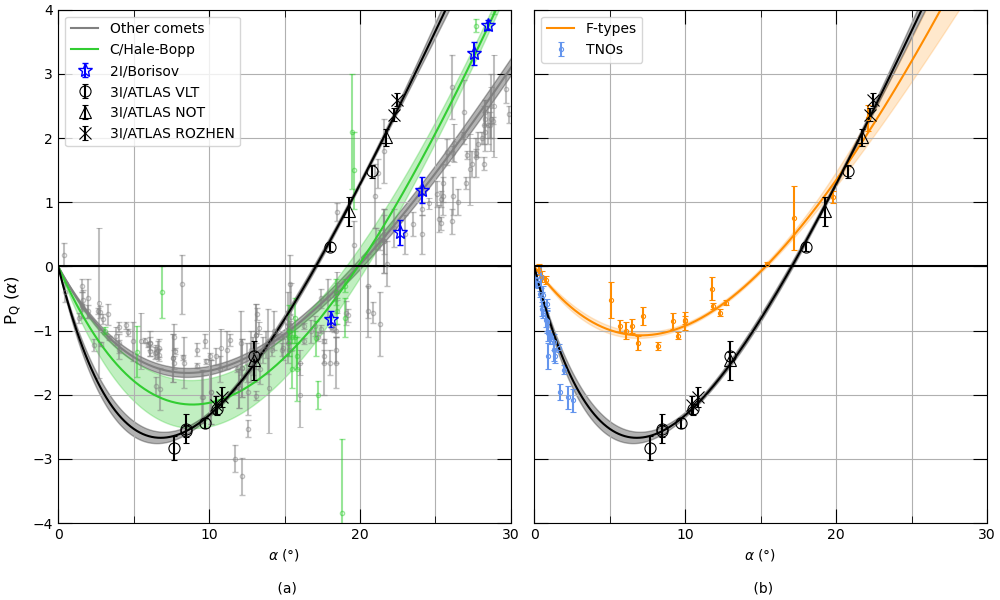 Other comets
C/Hale-Bopp
2I/Borisov
3I/ATLAS VLT
3I/ATLAS NOT
3I/ATLAS ROZHEN
F-types
TNOs
P_Q (α)
4
3
2
1
0
−1
−2
−3
−4
0 10 20 30
0 10 20 30
α (°)
α (°)
(a)
(b)